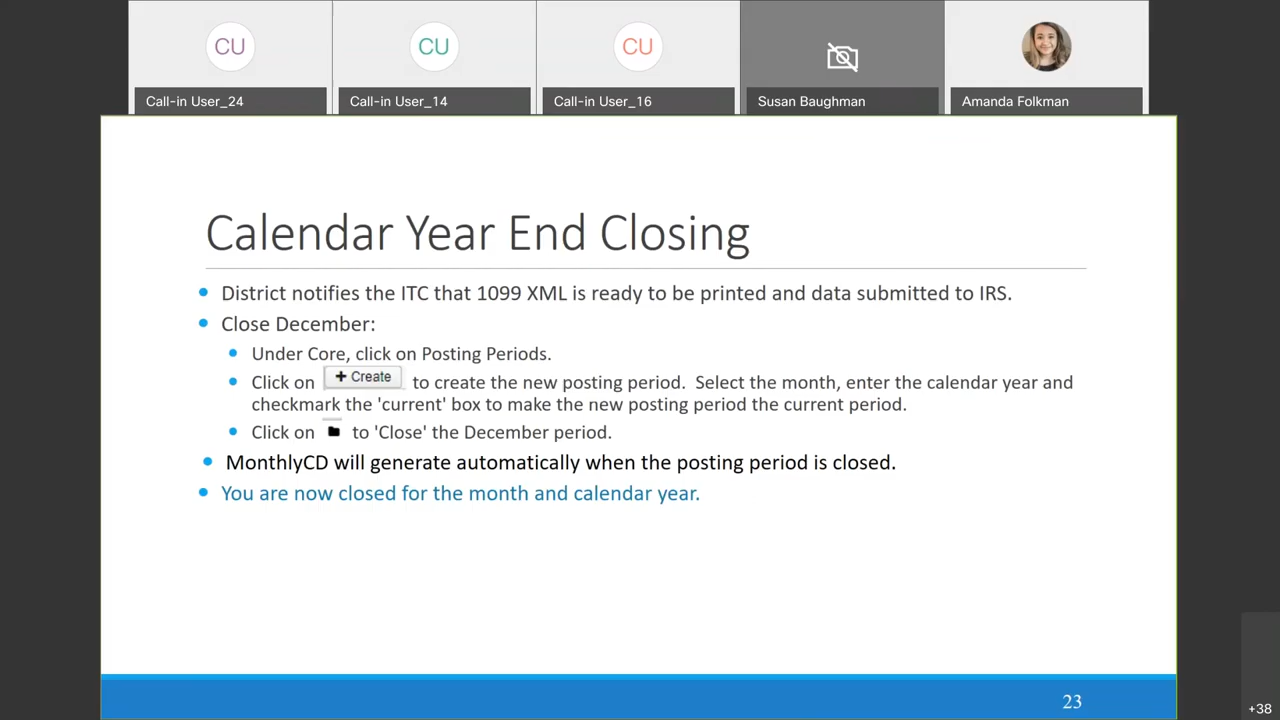 CU
CU
CU
Call-in User_24
Call-in User_14
Call-in User_16
Susan Baughman
Amanda Folkman
Calendar Year End Closing
District notifies the ITC that 1099 XML is ready to be printed and data submitted to IRS.
Close December:
Under Core, click on Posting Periods.
Click on + Create to create the new posting period. Select the month, enter the calendar year and
checkmark the 'current' box to make the new posting period the current period.
Click on to 'Close' the December period.
MonthlyCD will generate automatically when the posting period is closed.
You are now closed for the month and calendar year.
23
+38